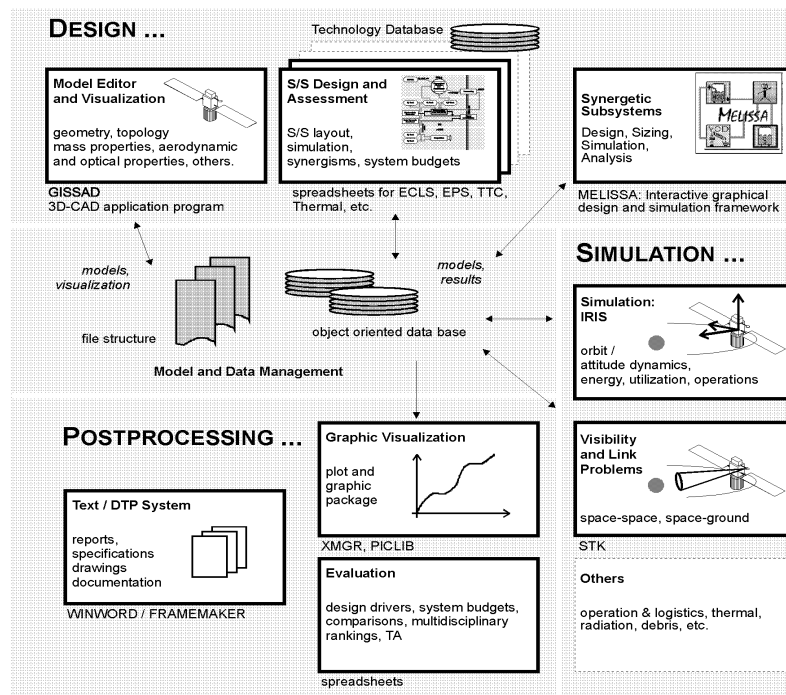 DESIGN ...
Technology Database
Model Editor
and Visualization
geometry, topology
mass properties, aerodynamic
and optical properties, others.
GISSAD
3D-CAD application program
S/S Design and
Assessment
S/S layout,
simulation,
synergisms, system budgets
spreadsheets for ECLS, EPS, TTC,
Thermal, etc.
Synergetic
Subsystems
Design, Sizing,
Simulation,
Analysis
MELISSA
MELISSA: Interactive graphical
design and simulation framework
models,
visualization
file structure
models,
results
object oriented data base
Model and Data Management
SIMULATION ...
Simulation:
IRIS
orbit /
attitude dynamics,
energy, utilization, operations
Visibility
and Link
Problems
space-space, space-ground
STK
Others
operation & logistics, thermal,
radiation, debris, etc.
POSTPROCESSING ...
Text / DTP System
reports,
specifications
drawings
documentation
WINWORD / FRAMEMAKER
Graphic Visualization
plot and
graphic
package
XMGR, PICLIB
Evaluation
design drivers, system budgets,
comparisons, multidisciplinary
rankings, TA
spreadsheets